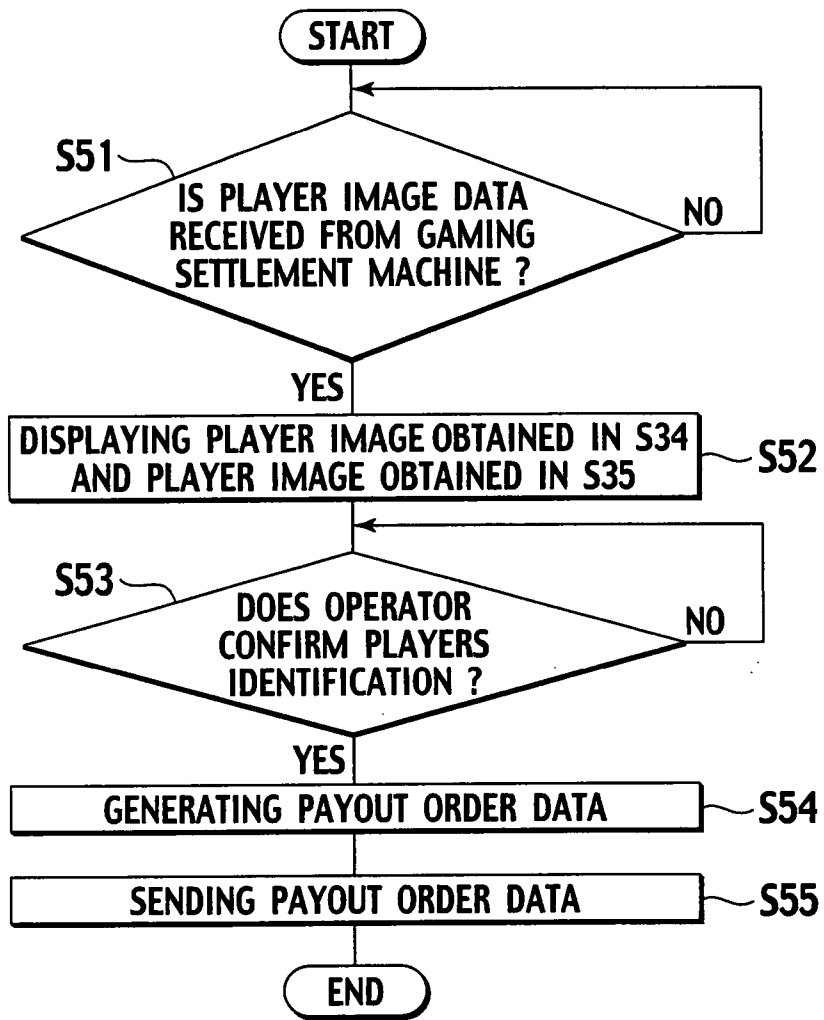 START
S51
IS PLAYER IMAGE DATA
RECEIVED FROM GAMING
SETTLEMENT MACHINE ?
NO
YES
DISPLAYING PLAYER IMAGE OBTAINED IN S34
AND PLAYER IMAGE OBTAINED IN S35
S52
S53
DOES OPERATOR
CONFIRM PLAYERS
IDENTIFICATION ?
NO
YES
GENERATING PAYOUT ORDER DATA
S54
SENDING PAYOUT ORDER DATA
S55
END